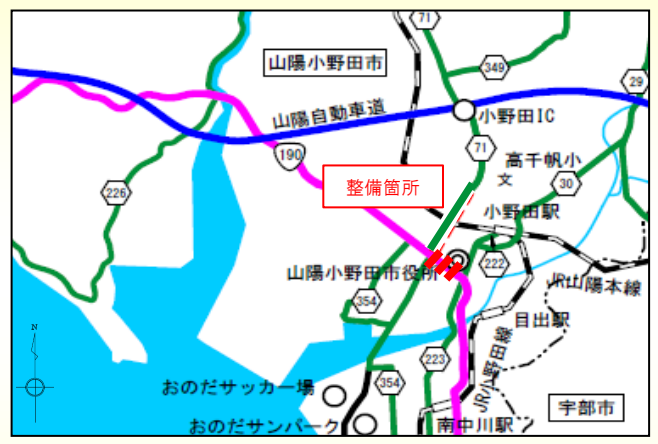 71
山陽小野田市
349
29
山陽自動車道
小野田IC
190
71
高千帆小
文
整備箇所
30
226
小野田駅
山陽小野田市役所
222
JR山陽本線
354
目出駅
N
223
JR小野田線
354
おのだサッカー場
宇部市
おのだサンパーク
南中川駅